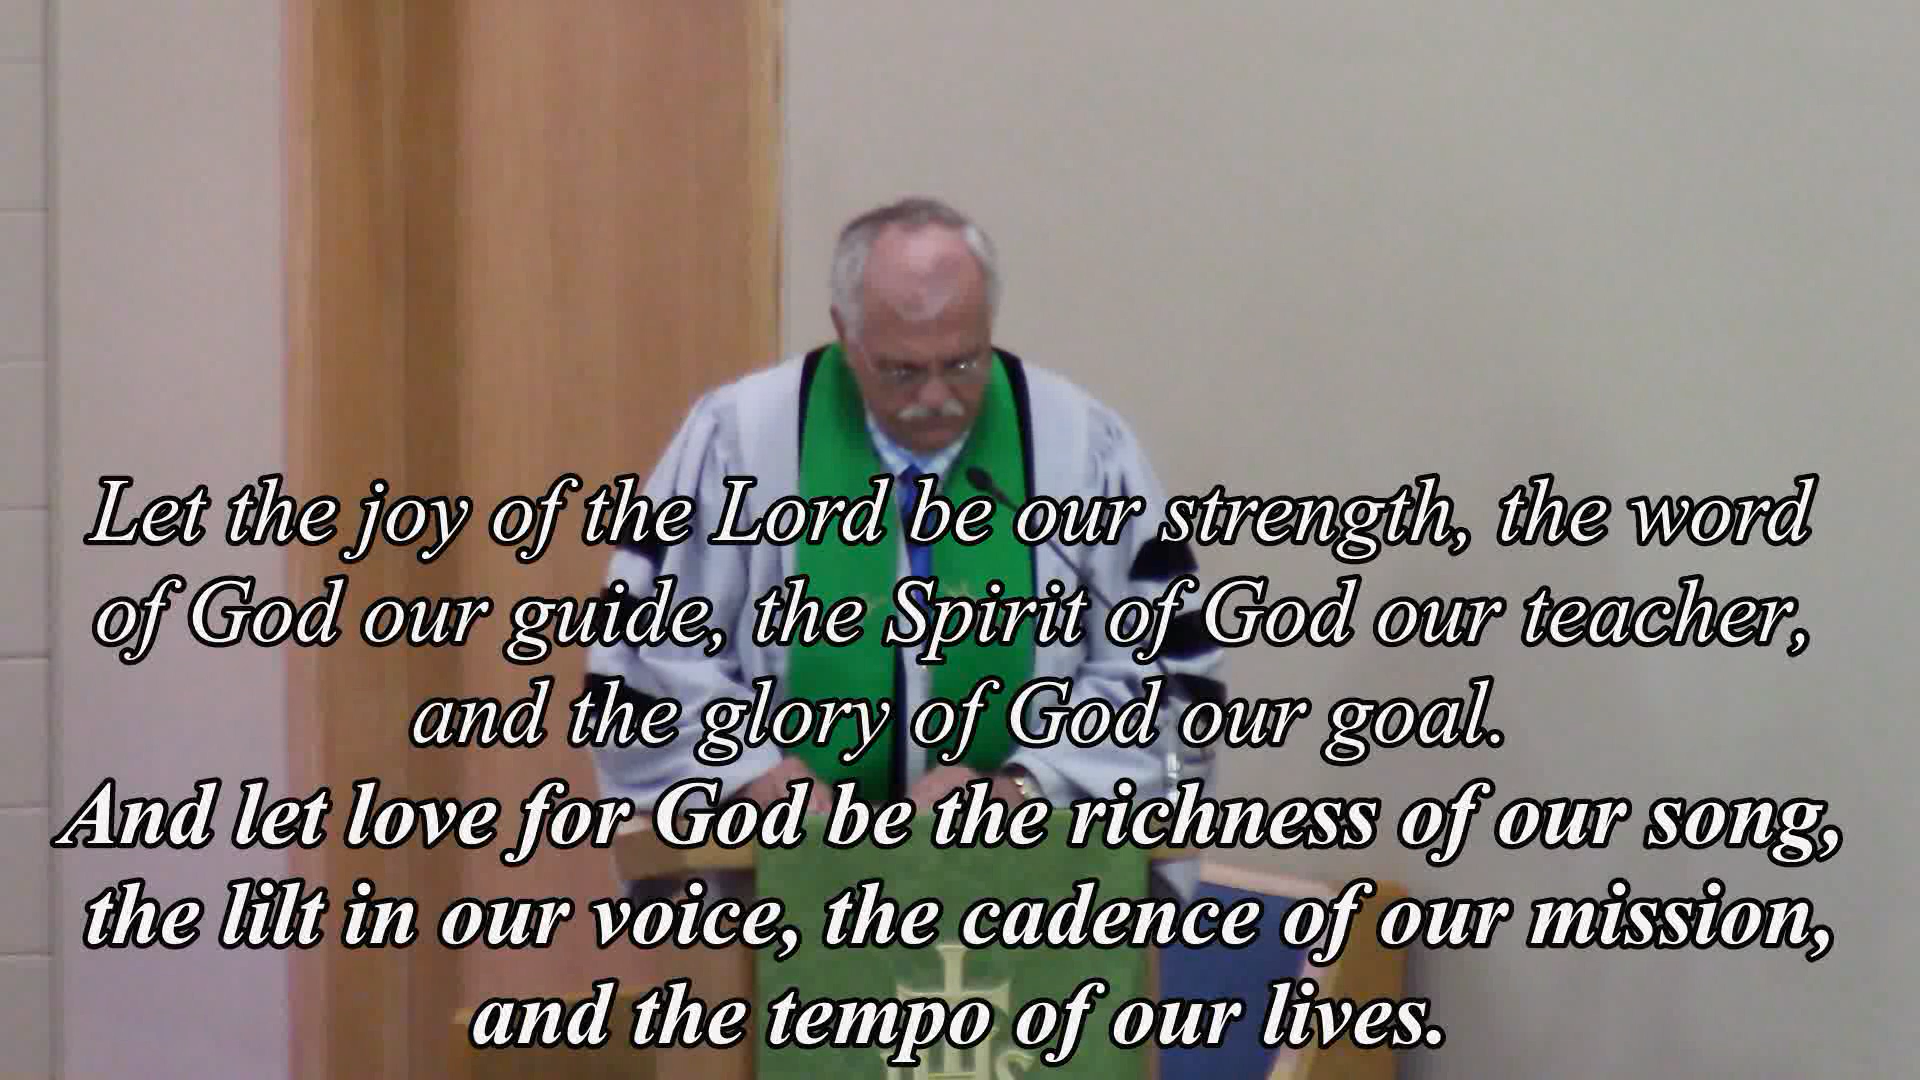 Let the joy of the Lord be our strength, the word
of God our guide, the Spirit of God our teacher,
and the glory of God our goal.
And let love for God be the richness of our song,
the lilt in our voice, the cadence of our mission,
and the tempo of our lives.
IHS